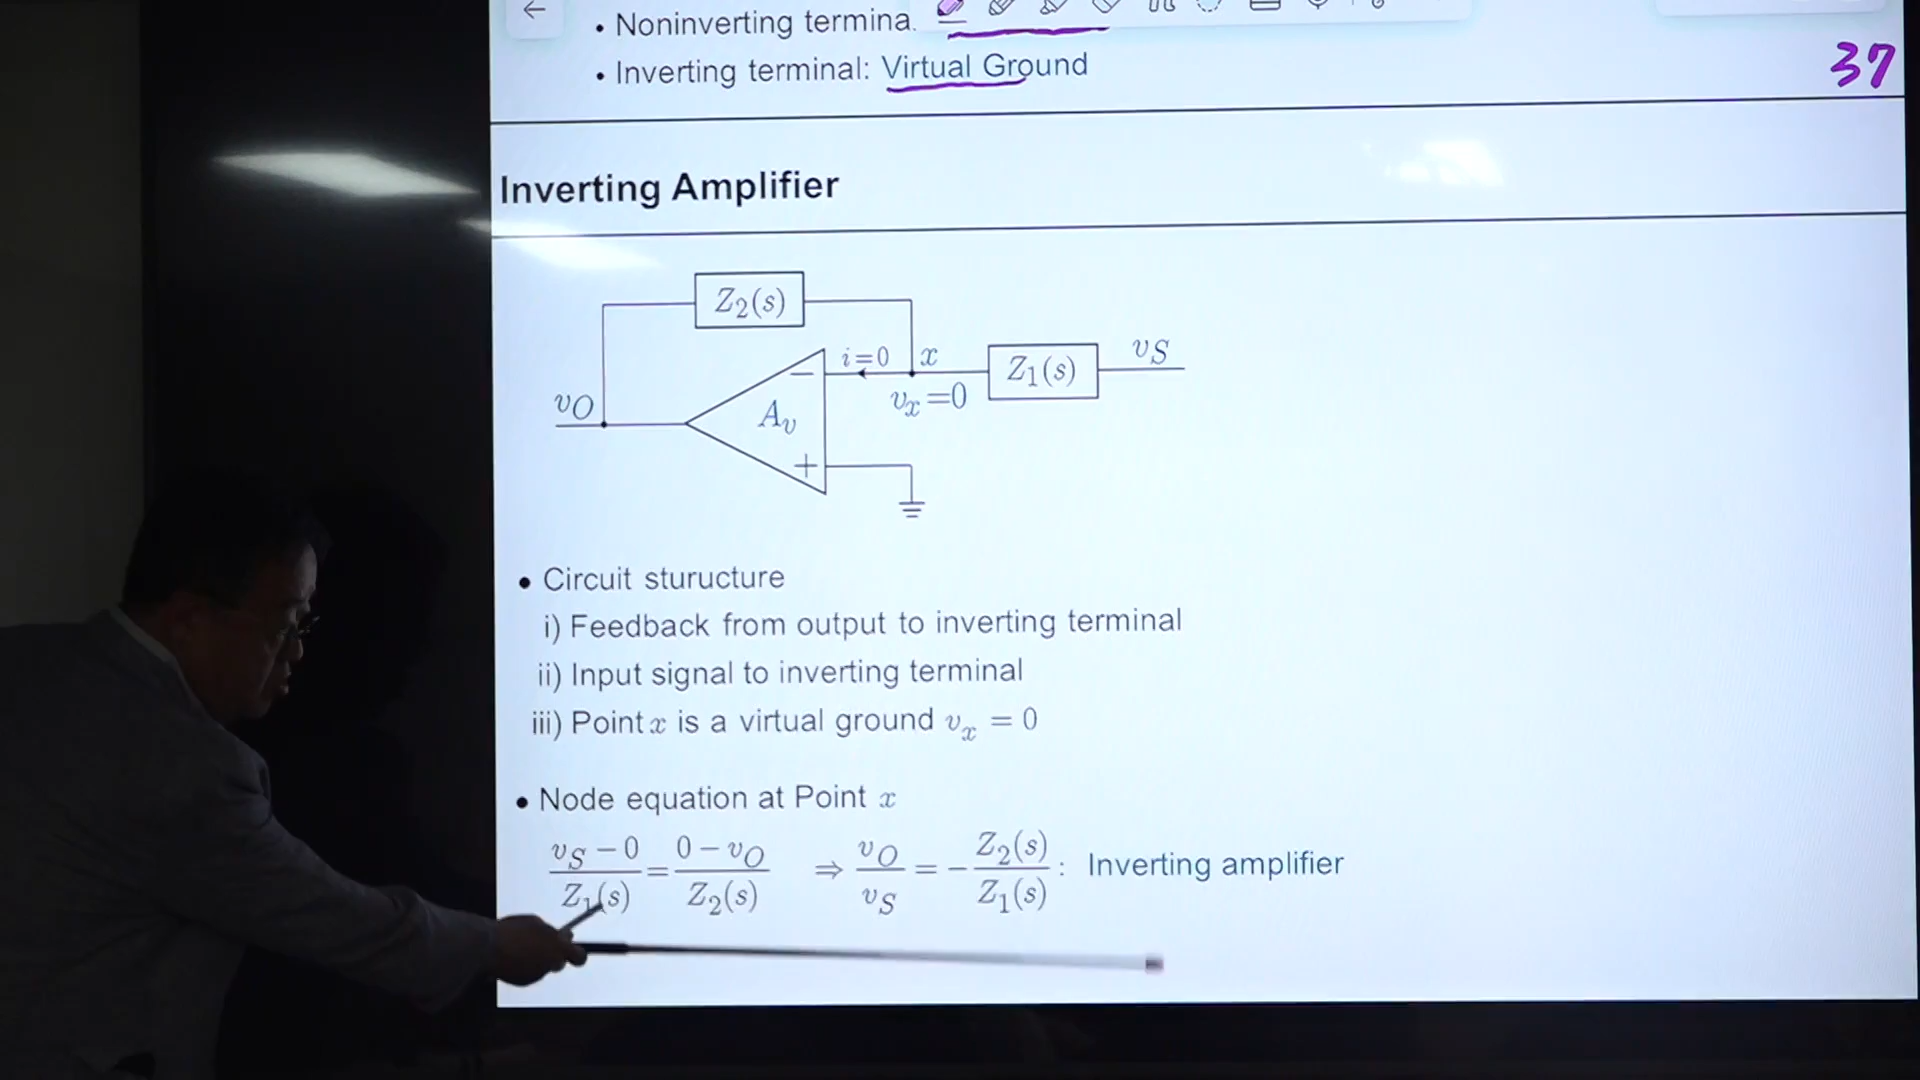 • Noninverting termina
• Inverting terminal: Virtual Ground
37
Inverting Amplifier
Z₂(s)
i=0 x
Z₁(s)
vS
vₓ=0
vO
−
Aᵥ
+
• Circuit sturucture
i) Feedback from output to inverting terminal
ii) Input signal to inverting terminal
iii) Point x is a virtual ground vₓ = 0
• Node equation at Point x
(vS − 0)/Z₁(s) = (0 − vO)/Z₂(s) ⇒ vO/vS = −Z₂(s)/Z₁(s) : Inverting amplifier